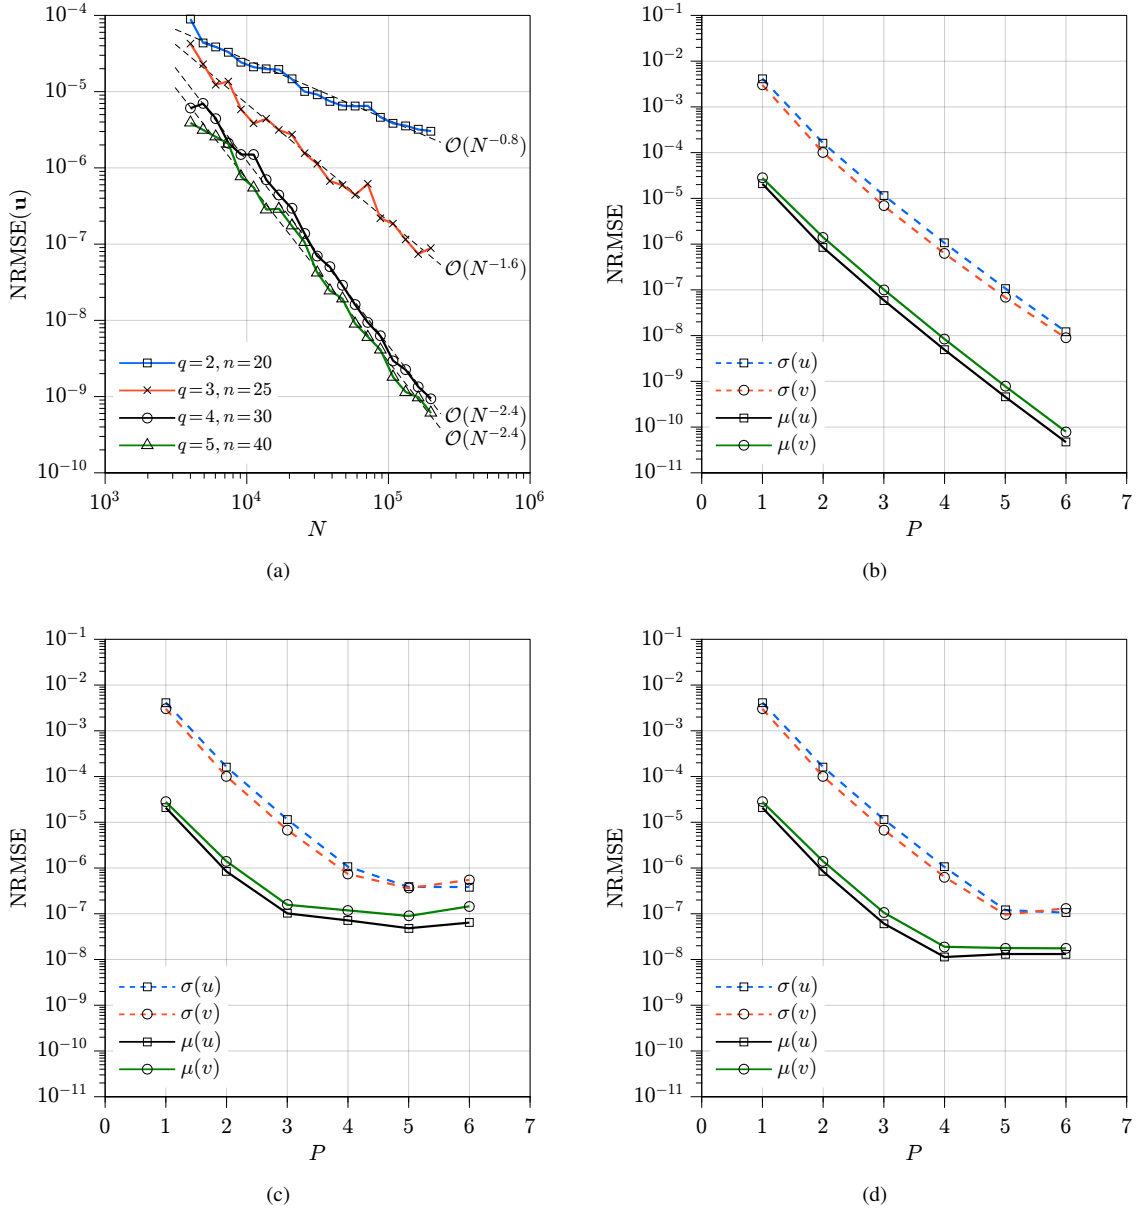 10^{-4}
10^{-5}
10^{-6}
10^{-7}
10^{-8}
10^{-9}
10^{-10}
NRMSE(u)
O(N^{-0.8})
O(N^{-1.6})
O(N^{-2.4})
O(N^{-2.4})
q=2, n=20
q=3, n=25
q=4, n=30
q=5, n=40
10^3 10^4 10^5 10^6
N
(a)
10^{-1}
10^{-2}
10^{-3}
10^{-4}
10^{-5}
10^{-6}
10^{-7}
10^{-8}
10^{-9}
10^{-10}
10^{-11}
NRMSE
σ(u)
σ(v)
μ(u)
μ(v)
0 1 2 3 4 5 6 7
P
(b)
10^{-1}
10^{-2}
10^{-3}
10^{-4}
10^{-5}
10^{-6}
10^{-7}
10^{-8}
10^{-9}
10^{-10}
10^{-11}
NRMSE
σ(u)
σ(v)
μ(u)
μ(v)
0 1 2 3 4 5 6 7
P
(c)
10^{-1}
10^{-2}
10^{-3}
10^{-4}
10^{-5}
10^{-6}
10^{-7}
10^{-8}
10^{-9}
10^{-10}
10^{-11}
NRMSE
σ(u)
σ(v)
μ(u)
μ(v)
0 1 2 3 4 5 6 7
P
(d)